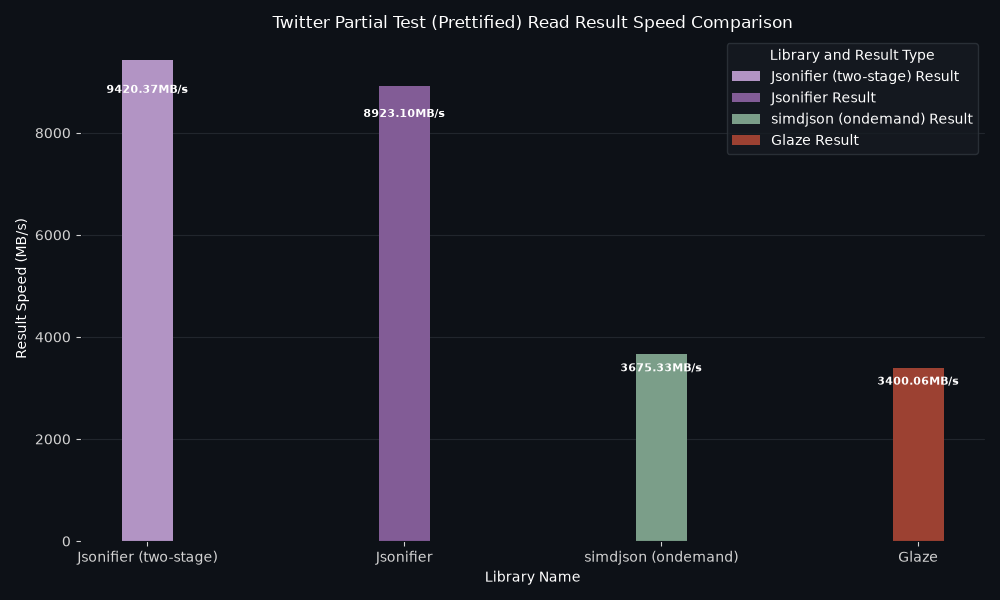 Twitter Partial Test (Prettified) Read Result Speed Comparison
Library and Result Type
Jsonifier (two-stage) Result
Jsonifier Result
simdjson (ondemand) Result
Glaze Result
9420.37MB/s
8923.10MB/s
3675.33MB/s
3400.06MB/s
Result Speed (MB/s)
8000
6000
4000
2000
0
Jsonifier (two-stage)
Jsonifier
simdjson (ondemand)
Glaze
Library Name